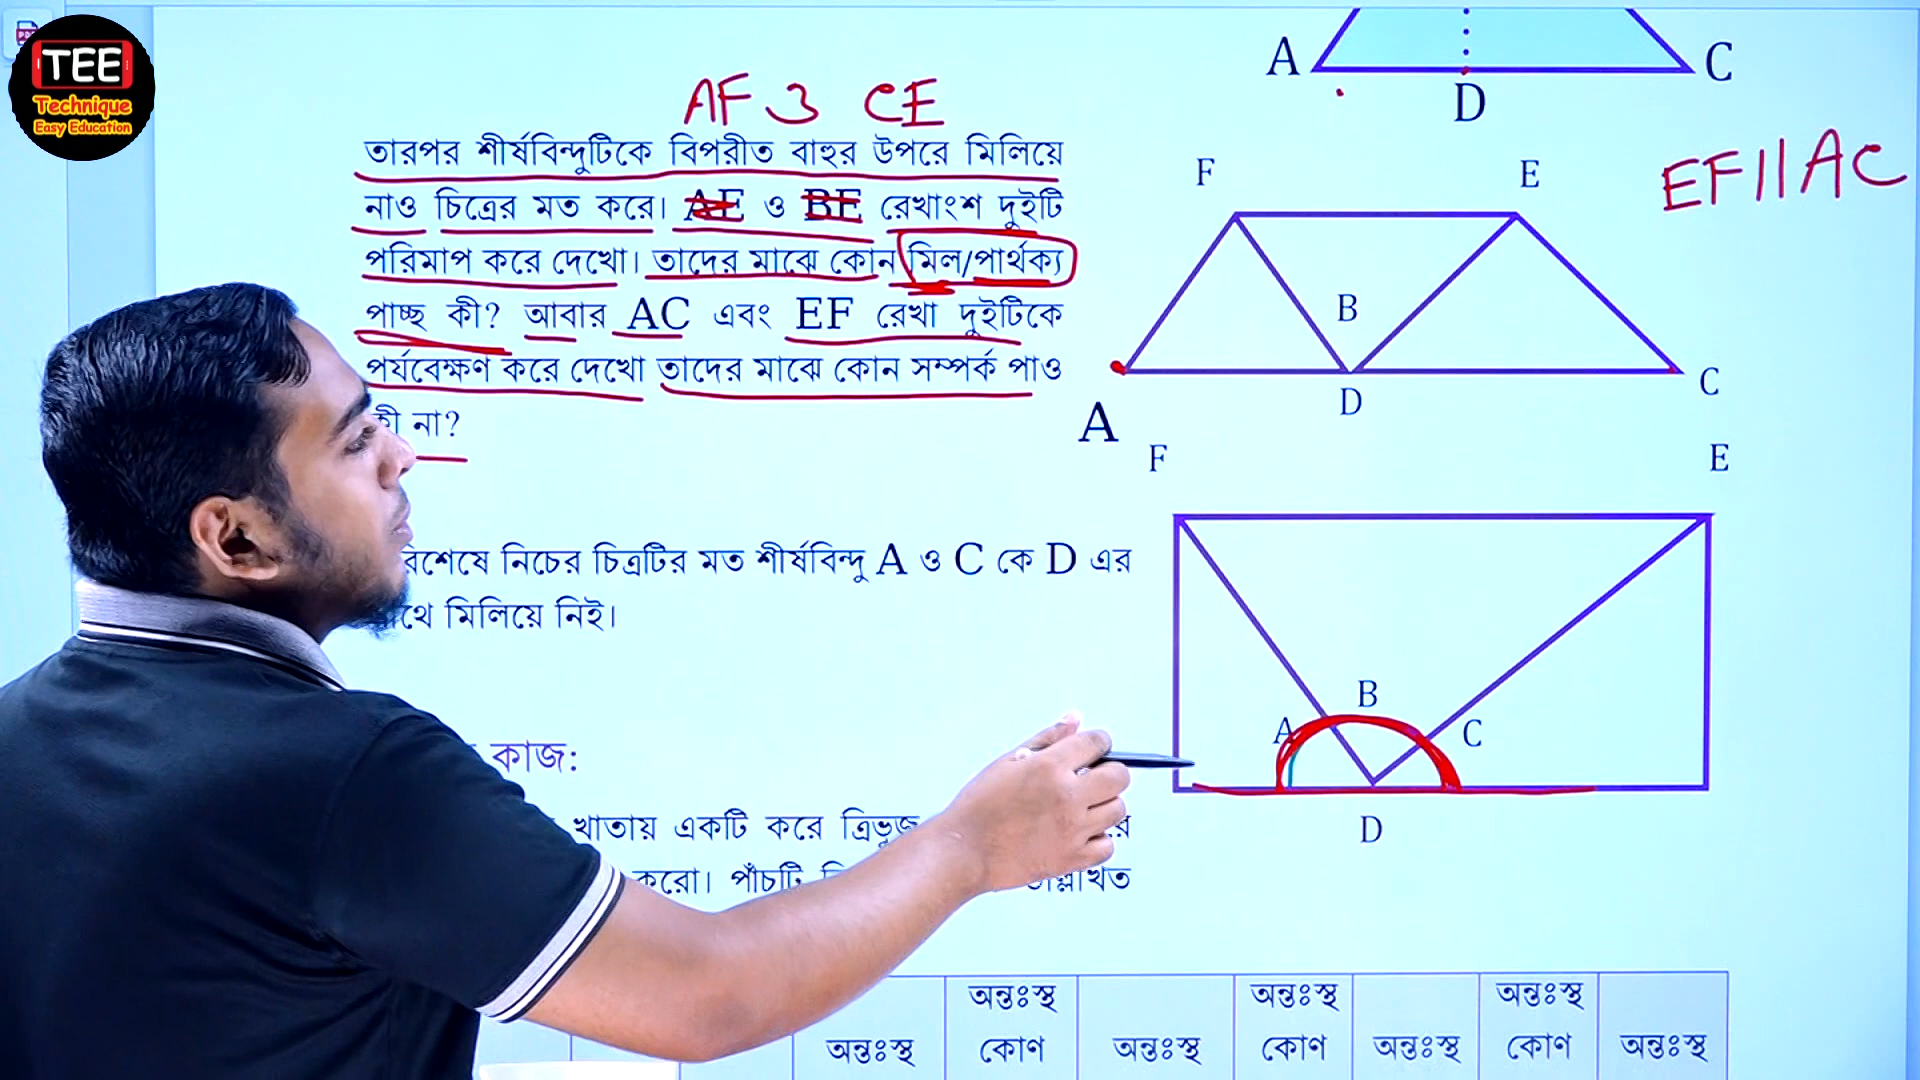 TEE
Technique
Easy Education
A
C
D
AF ও CE
তারপর শীর্ষবিন্দুটিকে বিপরীত বাহুর উপরে মিলিয়ে
নাও চিত্রের মত করে। AE ও BE রেখাংশ দুইটি
পরিমাপ করে দেখো। তাদের মাঝে কোন মিল/পার্থক্য
পাচ্ছ কী? আবার AC এবং EF রেখা দুইটিকে
পর্যবেক্ষণ করে দেখো তাদের মাঝে কোন সম্পর্ক পাও
কী না?
F
E
EF||AC
B
D
C
A
F
E
চিত্রটির মত শীর্ষবিন্দু A ও C কে D এর
মিলিয়ে নিই।
B
A
C
D
কাজ:
খাতায় একটি করে ত্রিভুজ
করো। পাঁচটি
অন্তঃস্থ
অন্তঃস্থ
অন্তঃস্থ
অন্তঃস্থ
কোণ
অন্তঃস্থ
কোণ
অন্তঃস্থ
কোণ
অন্তঃস্থ